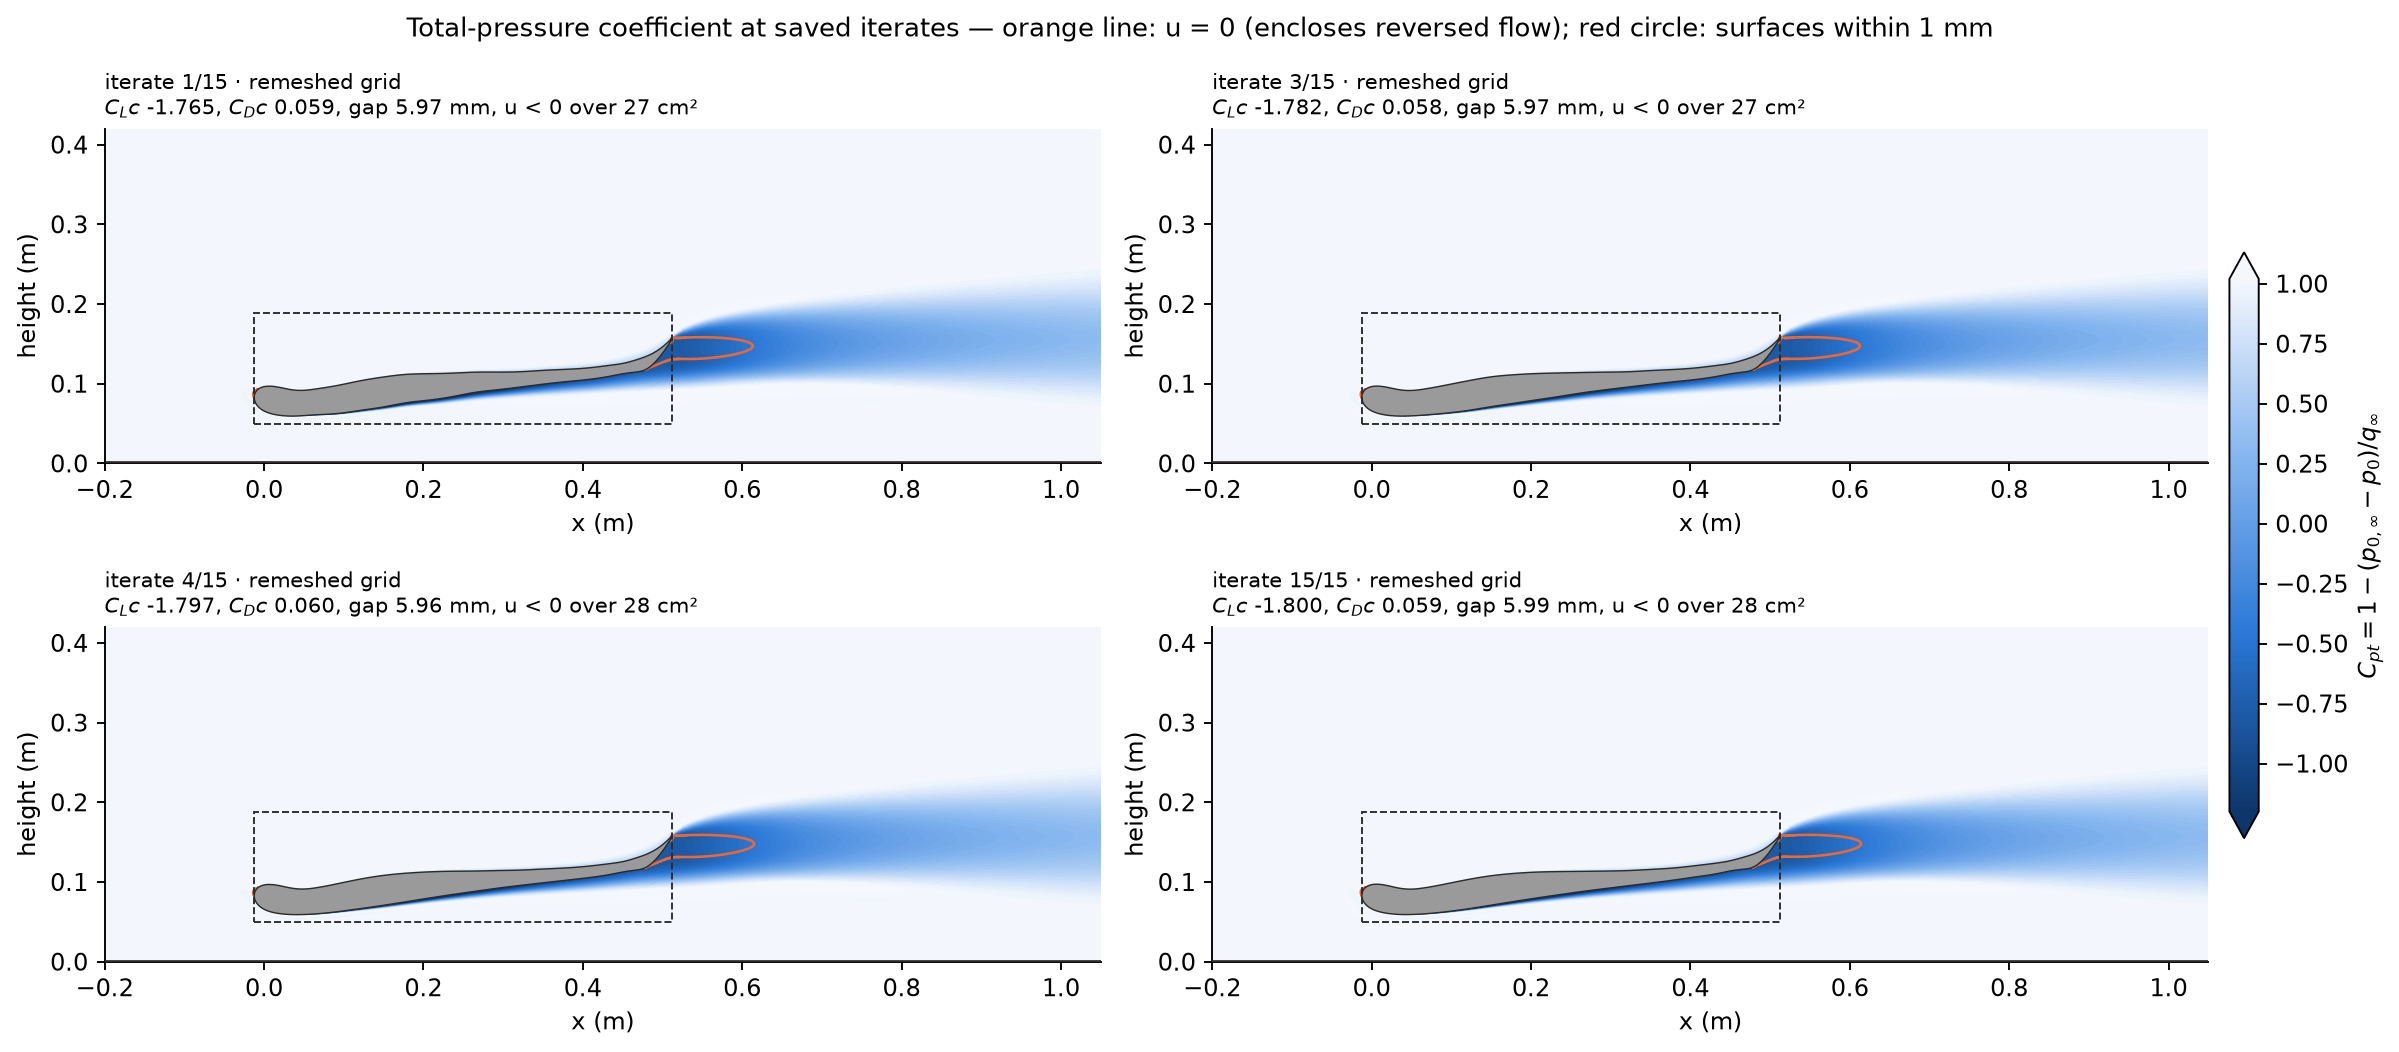 Total-pressure coefficient at saved iterates — orange line: u = 0 (encloses reversed flow); red circle: surfaces within 1 mm
iterate 1/15 · remeshed grid
C_Lc -1.765, C_Dc 0.059, gap 5.97 mm, u < 0 over 27 cm²
height (m)
0.4
0.3
0.2
0.1
0.0
−0.2 0.0 0.2 0.4 0.6 0.8 1.0
x (m)
iterate 3/15 · remeshed grid
C_Lc -1.782, C_Dc 0.058, gap 5.97 mm, u < 0 over 27 cm²
height (m)
0.4
0.3
0.2
0.1
0.0
−0.2 0.0 0.2 0.4 0.6 0.8 1.0
x (m)
iterate 4/15 · remeshed grid
C_Lc -1.797, C_Dc 0.060, gap 5.96 mm, u < 0 over 28 cm²
height (m)
0.4
0.3
0.2
0.1
0.0
−0.2 0.0 0.2 0.4 0.6 0.8 1.0
x (m)
iterate 15/15 · remeshed grid
C_Lc -1.800, C_Dc 0.059, gap 5.99 mm, u < 0 over 28 cm²
height (m)
0.4
0.3
0.2
0.1
0.0
−0.2 0.0 0.2 0.4 0.6 0.8 1.0
x (m)
1.00
0.75
0.50
0.25
0.00
−0.25
−0.50
−0.75
−1.00
C_pt = 1 − (p_0,∞ − p_0)/q_∞